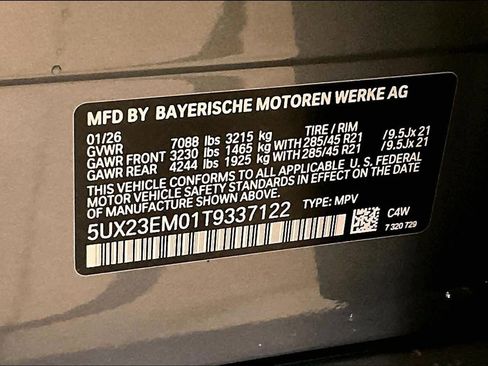 MFD BY BAYERISCHE MOTOREN WERKE AG
01/26 TIRE / RIM
GVWR 7088 lbs 3215 kg
GAWR FRONT 3230 lbs 1465 kg WITH 285/45 R21 /9.5Jx 21
GAWR REAR 4244 lbs 1925 kg WITH 285/45 R21 /9.5Jx 21
THIS VEHICLE CONFORMS TO ALL APPLICABLE U.S. FEDERAL
MOTOR VEHICLE SAFETY STANDARDS IN EFFECT ON THE DATE
OF MANUFACTURE SHOWN ABOVE.
5UX23EM01T9337122 TYPE: MPV
C4W
7 320 729